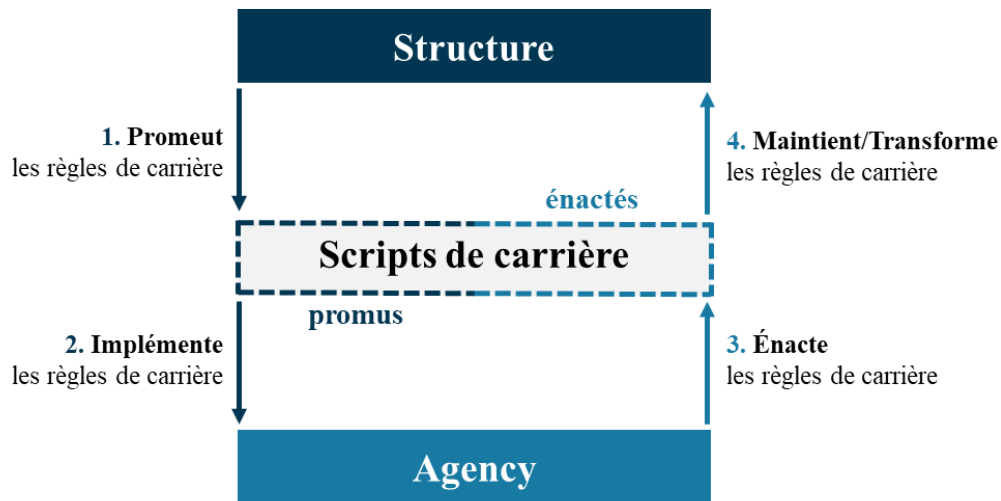 Structure
1. Promeut
les règles de carrière
4. Maintient/Transforme
les règles de carrière
énactés
Scripts de carrière
promus
2. Implémente
les règles de carrière
3. Énacte
les règles de carrière
Agency